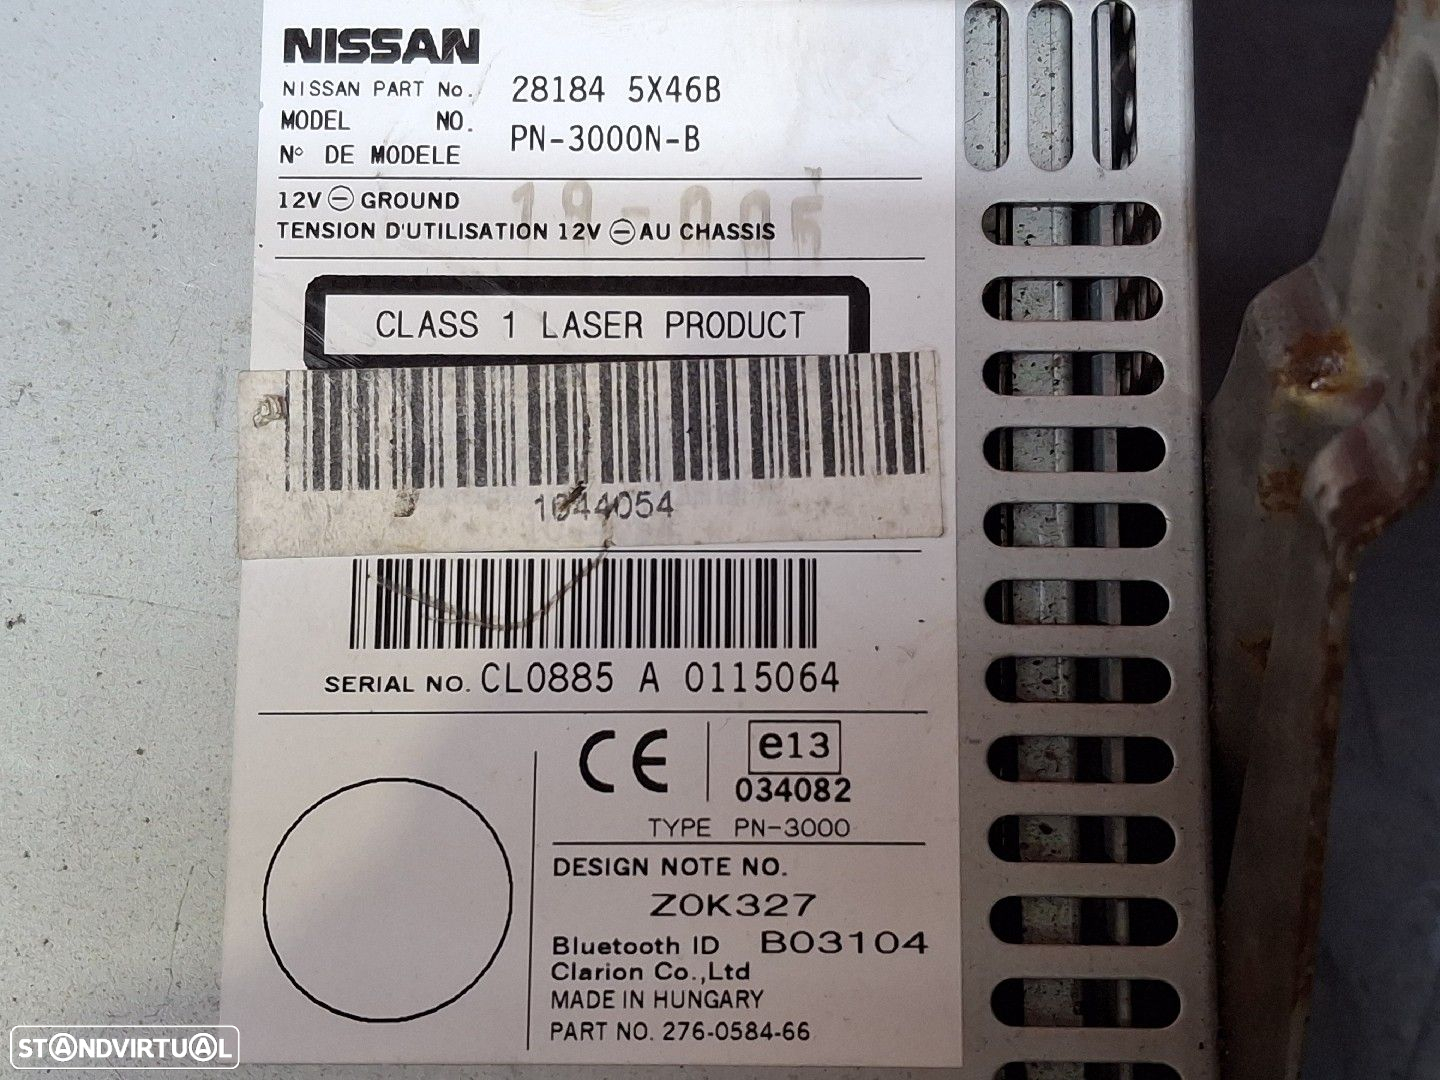 NISSAN
NISSAN PART No. 28184 5X46B
MODEL NO. PN-3000N-B
N° DE MODELE
12V ⊖ GROUND
TENSION D'UTILISATION 12V ⊖ AU CHASSIS
CLASS 1 LASER PRODUCT
1044054
SERIAL NO. CL0885 A 0115064
CE
e13
034082
TYPE PN-3000
DESIGN NOTE NO.
Z0K327
Bluetooth ID B03104
Clarion Co.,Ltd
MADE IN HUNGARY
PART NO. 276-0584-66
STANDVIRTUAL